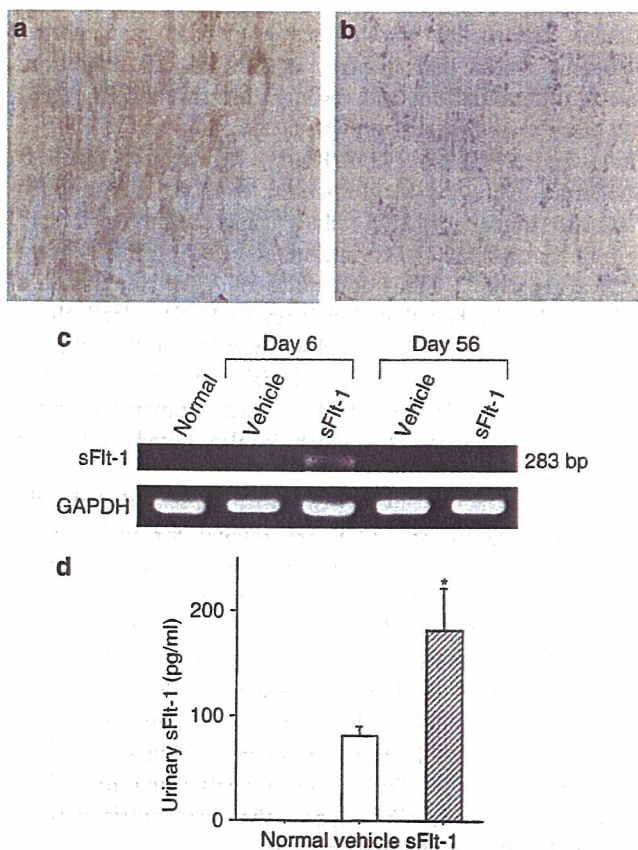 a
b
c
Day 6
Day 56
Normal
Vehicle
sFlt-1
Vehicle
sFlt-1
sFlt-1
283 bp
GAPDH
d
Urinary sFlt-1 (pg/ml)
200
100
0
*
Normal vehicle sFlt-1